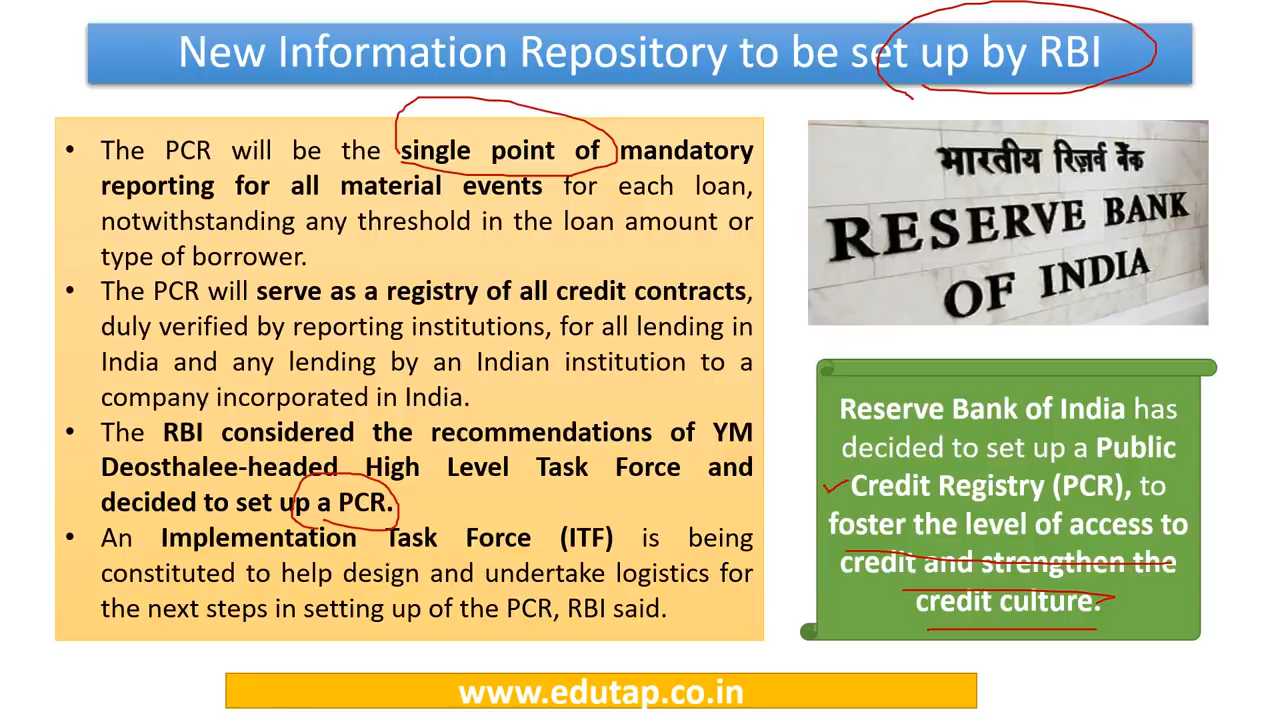 New Information Repository to be set up by RBI
• The PCR will be the single point of mandatory
reporting for all material events for each loan,
notwithstanding any threshold in the loan amount or
type of borrower.
• The PCR will serve as a registry of all credit contracts,
duly verified by reporting institutions, for all lending in
India and any lending by an Indian institution to a
company incorporated in India.
• The RBI considered the recommendations of YM
Deosthalee-headed High Level Task Force and
decided to set up a PCR.
• An Implementation Task Force (ITF) is being
constituted to help design and undertake logistics for
the next steps in setting up of the PCR, RBI said.
भारतीय रिज़र्व बैंक
RESERVE BANK
OF INDIA
Reserve Bank of India has
decided to set up a Public
Credit Registry (PCR), to
foster the level of access to
credit and strengthen the
credit culture.
www.edutap.co.in